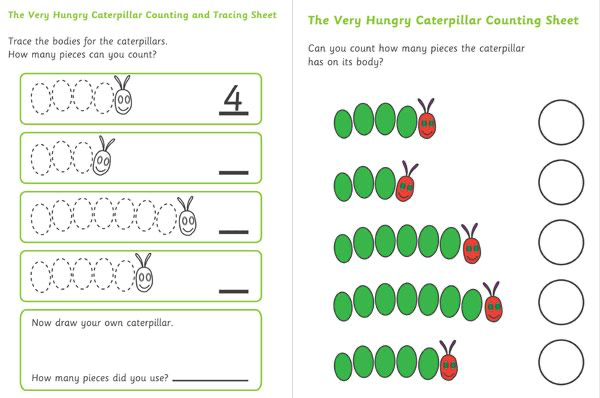 The Very Hungry Caterpillar Counting and Tracing Sheet
Trace the bodies for the caterpillars.
How many pieces can you count?
4
Now draw your own caterpillar.
How many pieces did you use?
The Very Hungry Caterpillar Counting Sheet
Can you count how many pieces the caterpillar
has on its body?